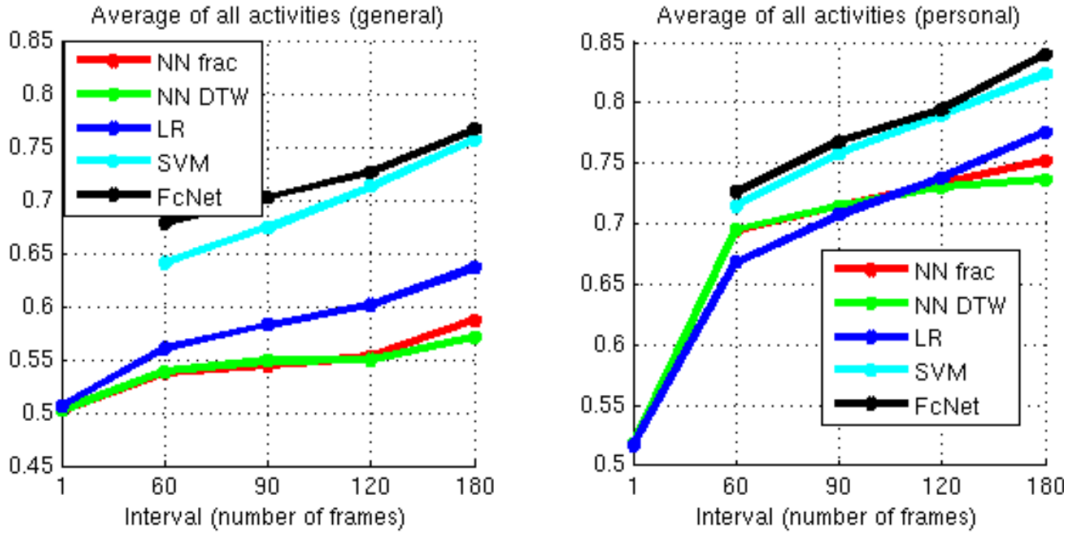 Average of all activities (general)
0.85
0.8
0.75
0.7
0.65
0.6
0.55
0.5
0.45
NN frac
NN DTW
LR
SVM
FcNet
1 60 90 120 180
Interval (number of frames)
Average of all activities (personal)
0.85
0.8
0.75
0.7
0.65
0.6
0.55
0.5
NN frac
NN DTW
LR
SVM
FcNet
1 60 90 120 180
Interval (number of frames)